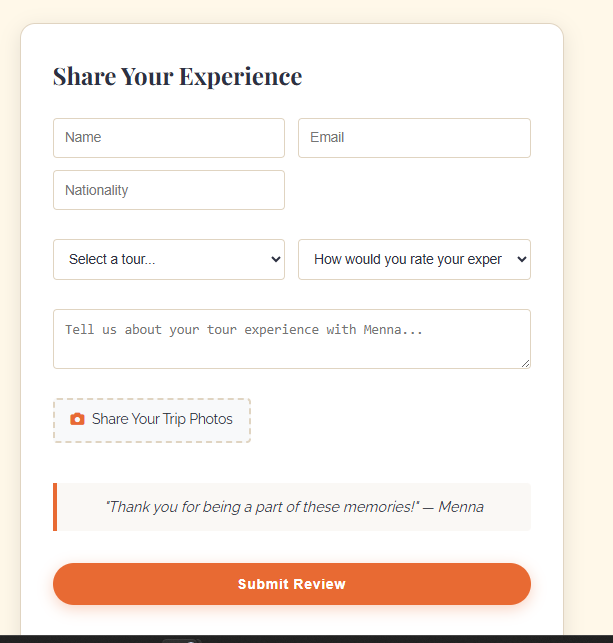 Share Your Experience
Name
Email
Nationality
Select a tour...
How would you rate your exper
Tell us about your tour experience with Menna...
Share Your Trip Photos
"Thank you for being a part of these memories!" — Menna
Submit Review